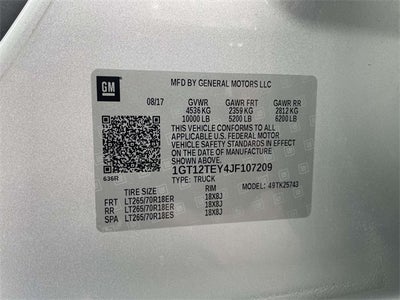 GM
MFD BY GENERAL MOTORS LLC
08/17 GVWR GAWR FRT GAWR RR
4536 KG 2359 KG 2812 KG
10000 LB 5200 LB 6200 LB
THIS VEHICLE CONFORMS TO ALL
APPLICABLE U.S. FEDERAL MOTOR
VEHICLE SAFETY STANDARDS IN
EFFECT ON THE DATE OF
MANUFACTURE SHOWN ABOVE.
636R
1GT12TEY4JF107209
TYPE: TRUCK MODEL: 49TK25743
TIRE SIZE RIM
FRT LT265/70R18ER 18X8J
RR LT265/70R18ER 18X8J
SPA LT265/70R18ES 18X8J